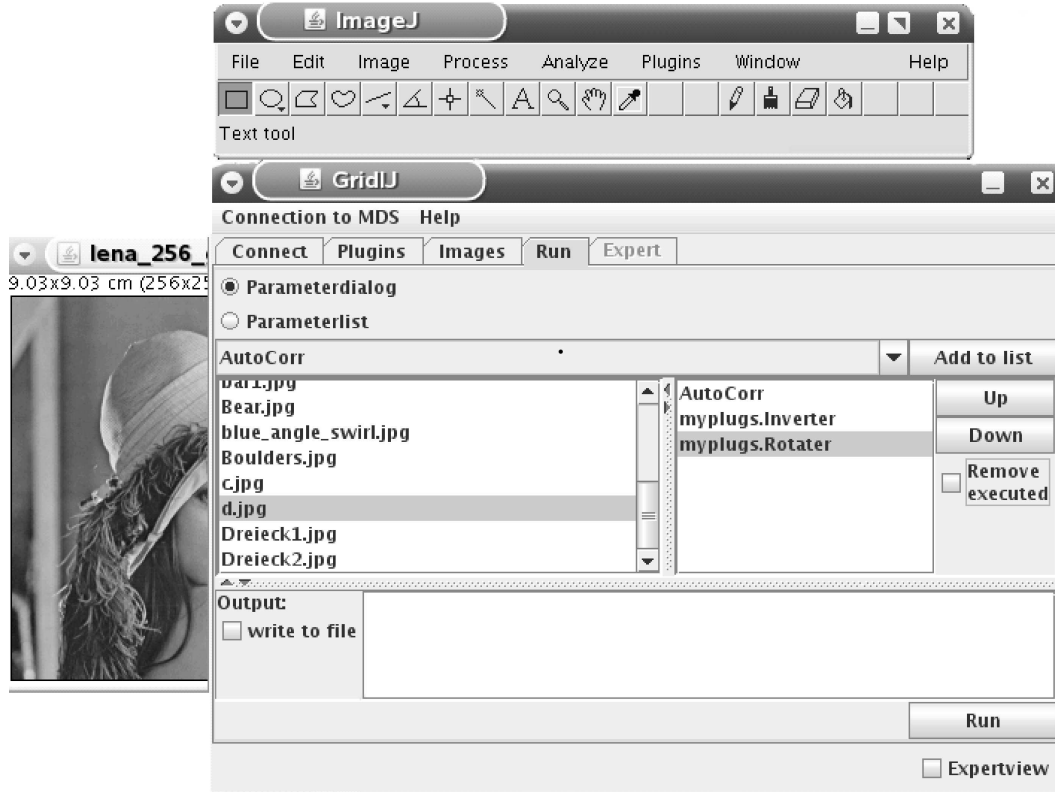 ImageJ
File Edit Image Process Analyze Plugins Window Help
Text tool
GridIJ
Connection to MDS Help
lena_256_
9.03x9.03 cm (256x25
Connect Plugins Images Run Expert
Parameterdialog
Parameterlist
AutoCorr Add to list
bar1.jpg
Bear.jpg
blue_angle_swirl.jpg
Boulders.jpg
c.jpg
d.jpg
Dreieck1.jpg
Dreieck2.jpg
AutoCorr
myplugs.Inverter
myplugs.Rotater
Up
Down
Remove
executed
Output:
write to file
Run
Expertview